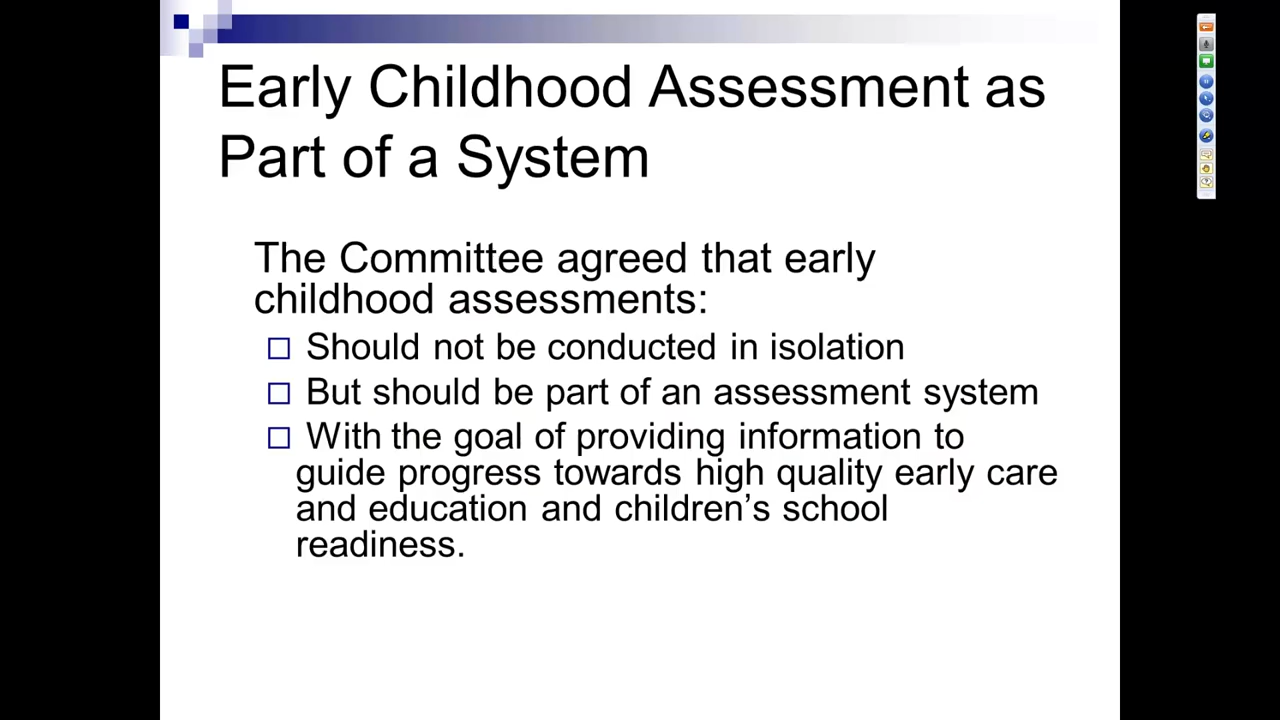 Early Childhood Assessment as
Part of a System
The Committee agreed that early
childhood assessments:
Should not be conducted in isolation
But should be part of an assessment system
With the goal of providing information to
guide progress towards high quality early care
and education and children’s school
readiness.